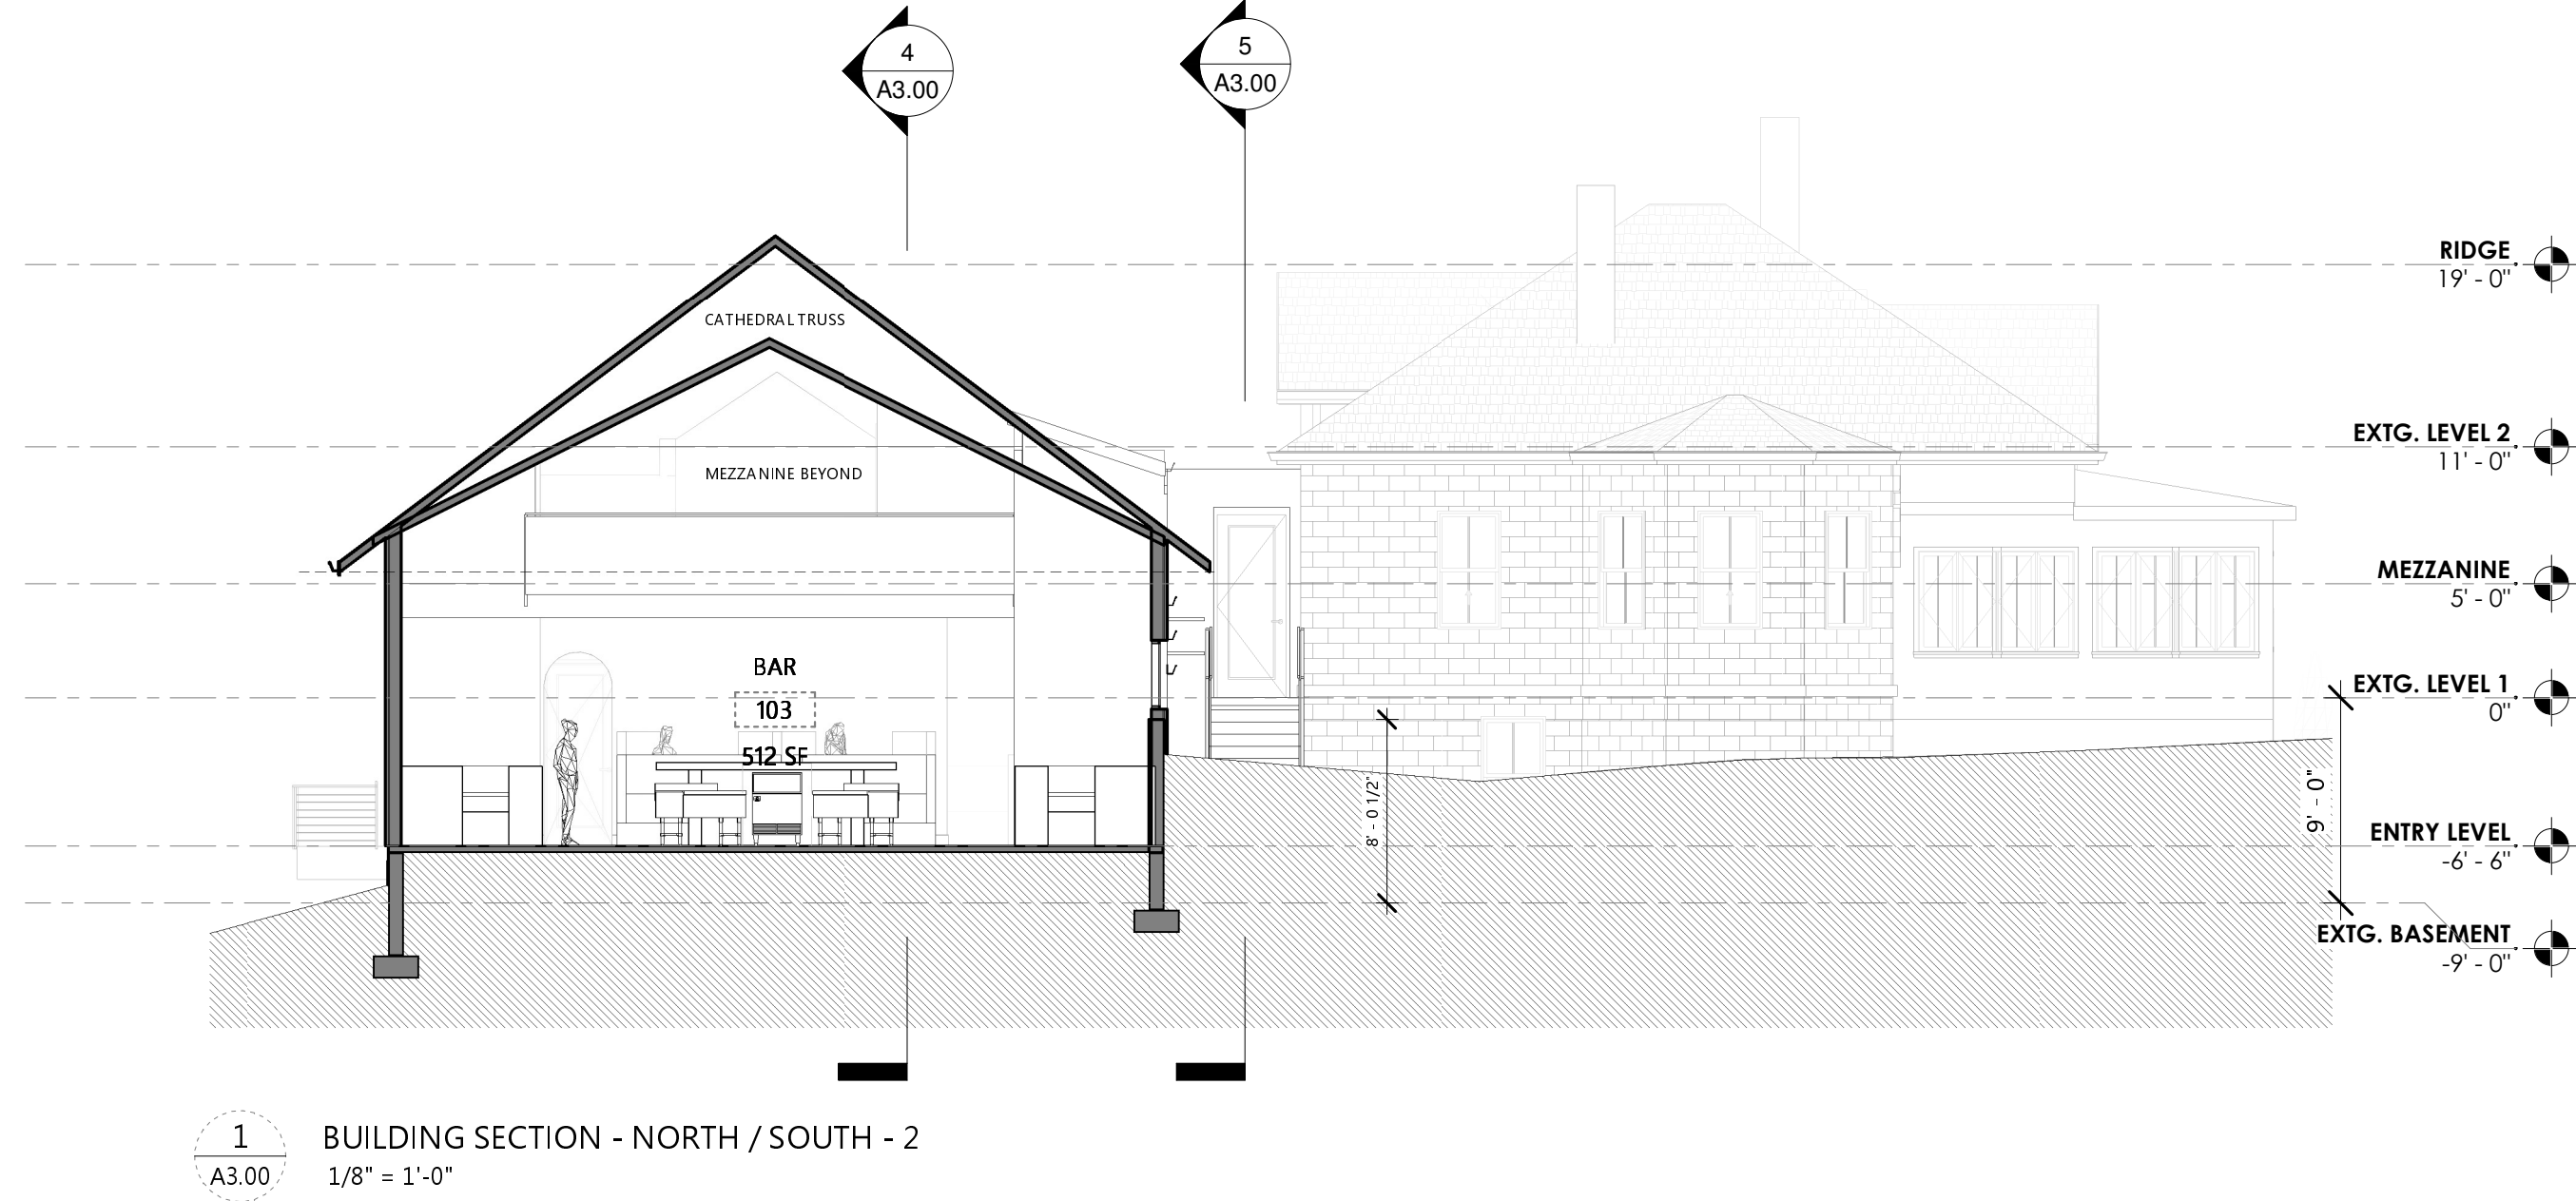 4
A3.00
5
A3.00
RIDGE
19' - 0"
CATHEDRAL TRUSS
EXTG. LEVEL 2
11' - 0"
MEZZANINE BEYOND
MEZZANINE
5' - 0"
BAR
103
512 SF
EXTG. LEVEL 1
0"
8' - 0 1/2"
9' - 0"
ENTRY LEVEL
-6' - 6"
EXTG. BASEMENT
-9' - 0"
1
A3.00
BUILDING SECTION - NORTH / SOUTH - 2
1/8" = 1'-0"